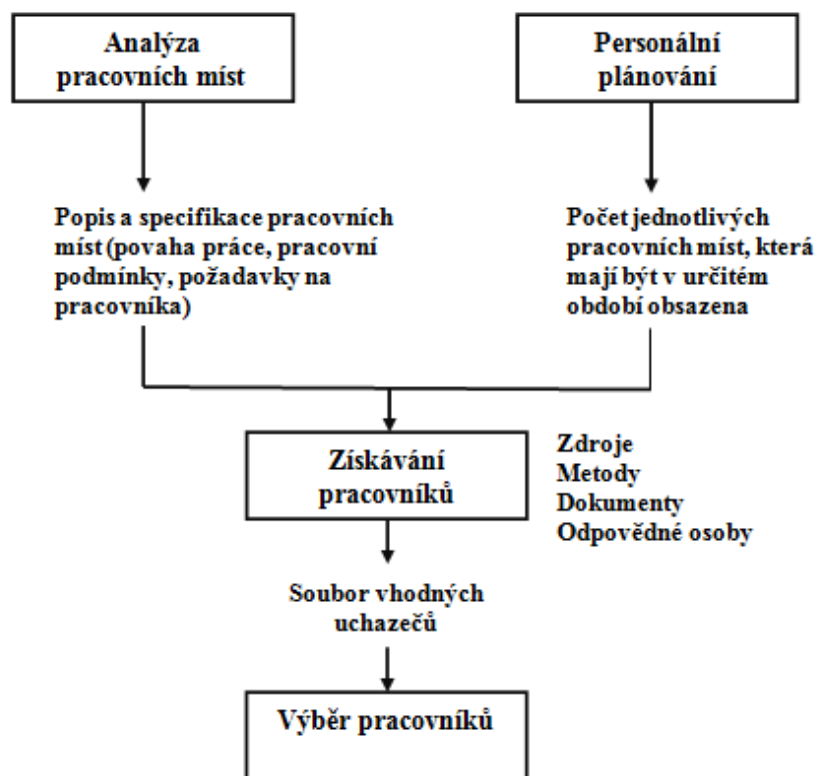 Analýza
pracovních míst
Personální
plánování
Popis a specifikace pracovních
míst (povaha práce, pracovní
podmínky, požadavky na
pracovníka)
Počet jednotlivých
pracovních míst, která
mají být v určitém
období obsazena
Získávání
pracovníků
Zdroje
Metody
Dokumenty
Odpovědné osoby
Soubor vhodných
uchazečů
Výběr pracovníků